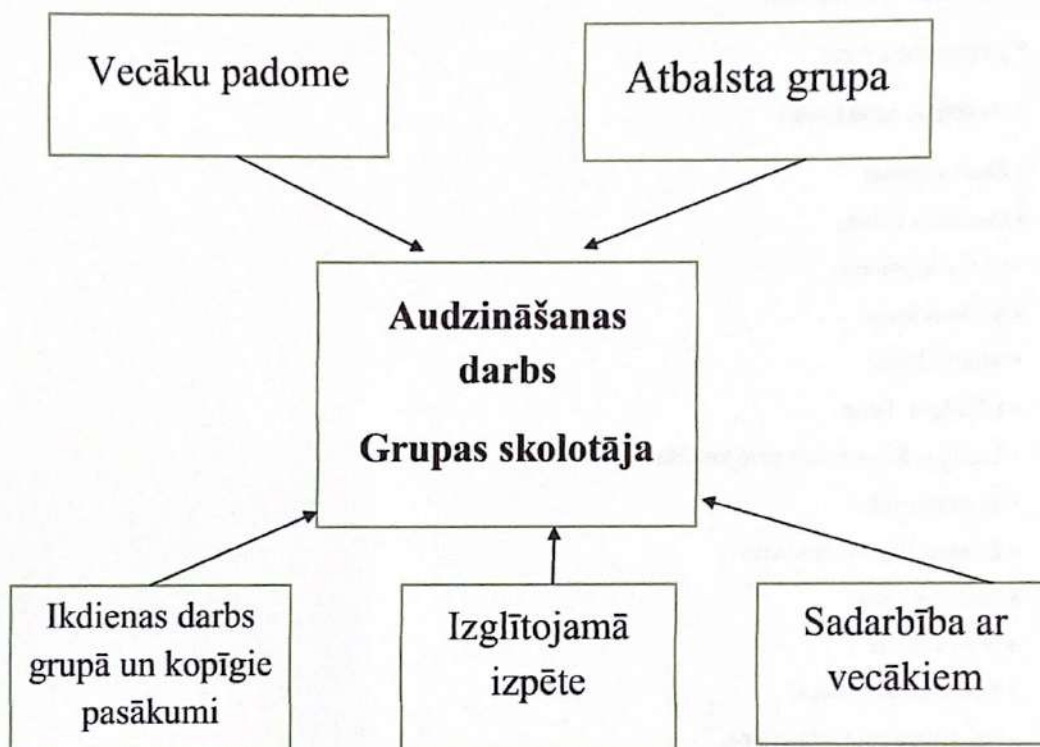 Vecāku padome
Atbalsta grupa
Audzināšanas
darbs
Grupas skolotāja
Ikdienas darbs
grupā un kopīgie
pasākumi
Izglītojamā
izpēte
Sadarbība ar
vecākiem